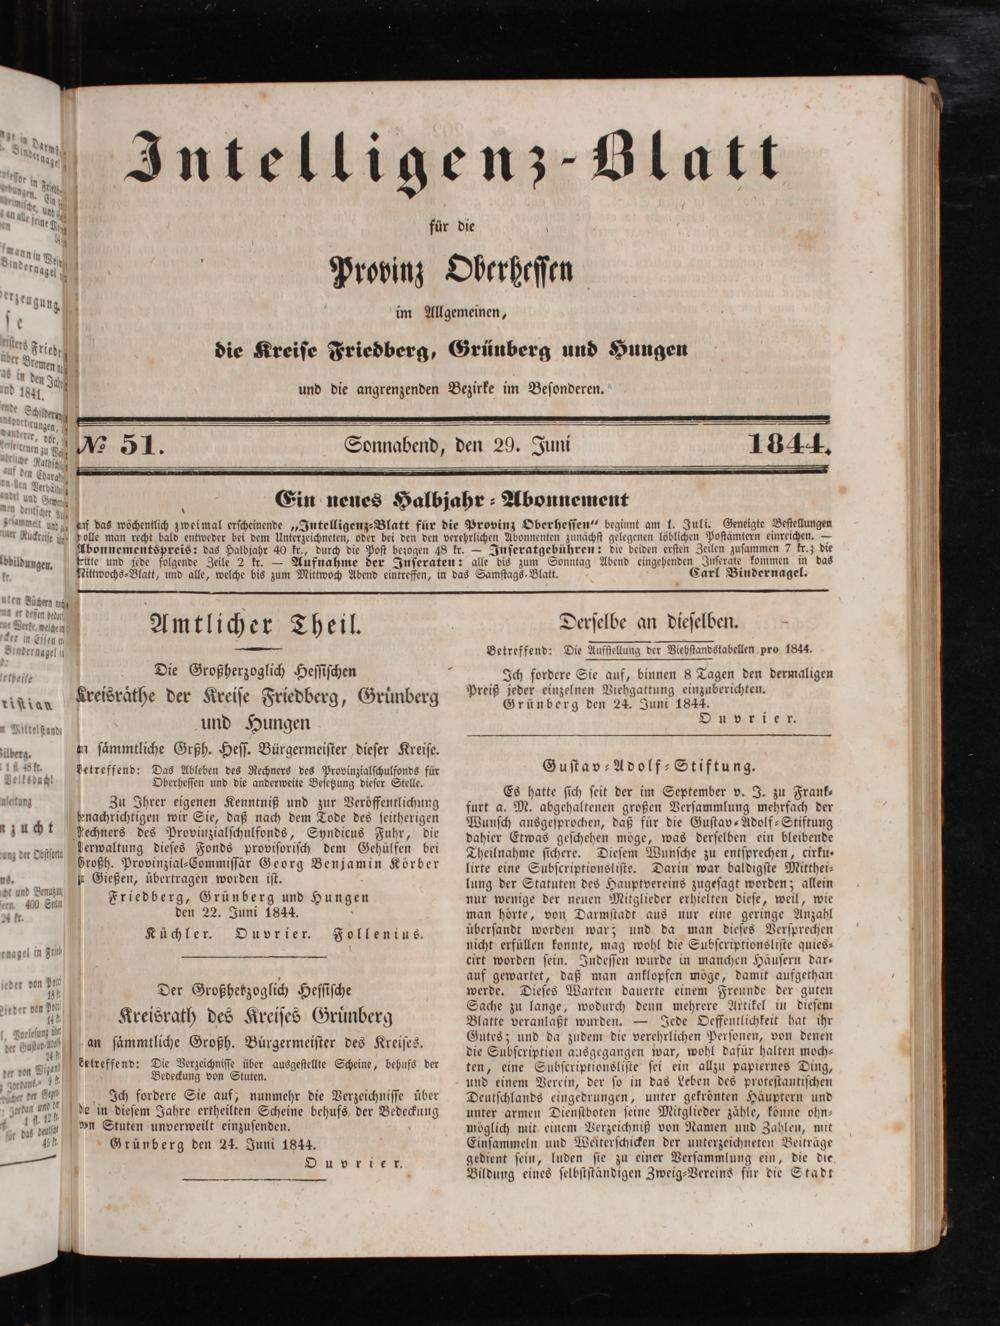 Intelligenz-Blatt
für die
Provinz Oberhessen
im Allgemeinen,
die Kreise Friedberg, Grünberg und Hungen
und die angrenzenden Bezirke im Besonderen.
№ 51.
Sonnabend, den 29. Juni
1844.
Ein neues Halbjahr-Abonnement
auf das wöchentlich zweimal erscheinende „Intelligenz-Blatt für die Provinz Oberhessen“ beginnt am 1. Juli. Geneigte Bestellungen
wolle man recht bald entweder bei dem Unterzeichneten, oder bei den den verehrlichen Abonnenten zunächst gelegenen löblichen Postämtern einreichen. —
Abonnementspreis: das Halbjahr 40 kr., durch die Post bezogen 48 kr. — Inseratgebühren: die beiden ersten Zeilen zusammen 7 kr.; die
dritte und jede folgende Zeile 2 kr. — Aufnahme der Inseraten: alle bis zum Sonntag Abend eingehenden Inserate kommen in das
Mittwochs-Blatt, und alle, welche bis zum Mittwoch Abend eintreffen, in das Samstags-Blatt.
Carl Bindernagel.
Amtlicher Theil.
Die Großherzoglich Hessischen
Kreisräthe der Kreise Friedberg, Grünberg
und Hungen
an sämmtliche Grßh. Hess. Bürgermeister dieser Kreise.
Betreffend: Das Ableben des Rechners des Provinzialschulfonds für
Oberhessen und die anderweite Besetzung dieser Stelle.
Zu Ihrer eigenen Kenntniß und zur Veröffentlichung
benachrichtigen wir Sie, daß nach dem Tode des seitherigen
Rechners des Provinzialschulfonds, Syndicus Fuhr, die
Verwaltung dieses Fonds provisorisch dem Gehülfen bei
Großh. Provinzial-Commissär Georg Benjamin Körber
zu Gießen, übertragen worden ist.
Friedberg, Grünberg und Hungen
den 22. Juni 1844.
Küchler. Ouvrier. Follenius.
Der Großherzoglich Hessische
Kreisrath des Kreises Grünberg
an sämmtliche Großh. Bürgermeister des Kreises.
Betreffend: Die Verzeichnisse über ausgestellte Scheine, behufs der
Bedeckung von Stuten.
Ich fordere Sie auf, nunmehr die Verzeichnisse über
die in diesem Jahre ertheilten Scheine behufs der Bedeckung
von Stuten unverweilt einzusenden.
Grünberg den 24. Juni 1844.
Ouvrier.
Derselbe an dieselben.
Betreffend: Die Aufstellung der Viehstandstabellen pro 1844.
Ich fordere Sie auf, binnen 8 Tagen den dermaligen
Preiß jeder einzelnen Viehgattung einzuberichten.
Grünberg den 24. Juni 1844.
Ouvrier.
Gustav-Adolf-Stiftung.
Es hatte sich seit der im September v. J. zu Frank-
furt a. M. abgehaltenen großen Versammlung mehrfach der
Wunsch ausgesprochen, daß für die Gustav-Adolf-Stiftung
dahier Etwas geschehen möge, was derselben ein bleibende
Theilnahme sichere. Diesem Wunsche zu entsprechen, cirku-
lirte eine Subscriptionsliste. Darin war baldigste Mitthei-
lung der Statuten des Hauptvereins zugesagt worden; allein
nur wenige der neuen Mitglieder erhielten diese, weil, wie
man hörte, von Darmstadt aus nur eine geringe Anzahl
übersandt worden war; und da man dieses Versprechen
nicht erfüllen konnte, mag wohl die Subscriptionsliste quies-
cirt worden sein. Indessen wurde in manchen Häusern dar-
auf gewartet, daß man anklopfen möge, damit aufgethan
werde. Dieses Warten dauerte einem Freunde der guten
Sache zu lange, wodurch denn mehrere Artikel in diesem
Blatte veranlaßt wurden. — Jede Oeffentlichkeit hat ihr
Gutes; und da zudem die verehrlichen Personen, von denen
die Subscription ausgegangen war, wohl dafür halten moch-
ten, eine Subscriptionsliste sei ein allzu papiernes Ding,
und einem Verein, der so in das Leben des protestantischen
Deutschlands eingedrungen, unter gekrönten Häuptern und
unter armen Dienstboten seine Mitglieder zähle, könne ohn-
möglich mit einem Verzeichniß von Namen und Zahlen, mit
Einsammeln und Weiterschicken der unterzeichneten Beiträge
gedient sein, luden sie zu einer Versammlung ein, die die
Bildung eines selbstständigen Zweig-Vereins für die Stadt